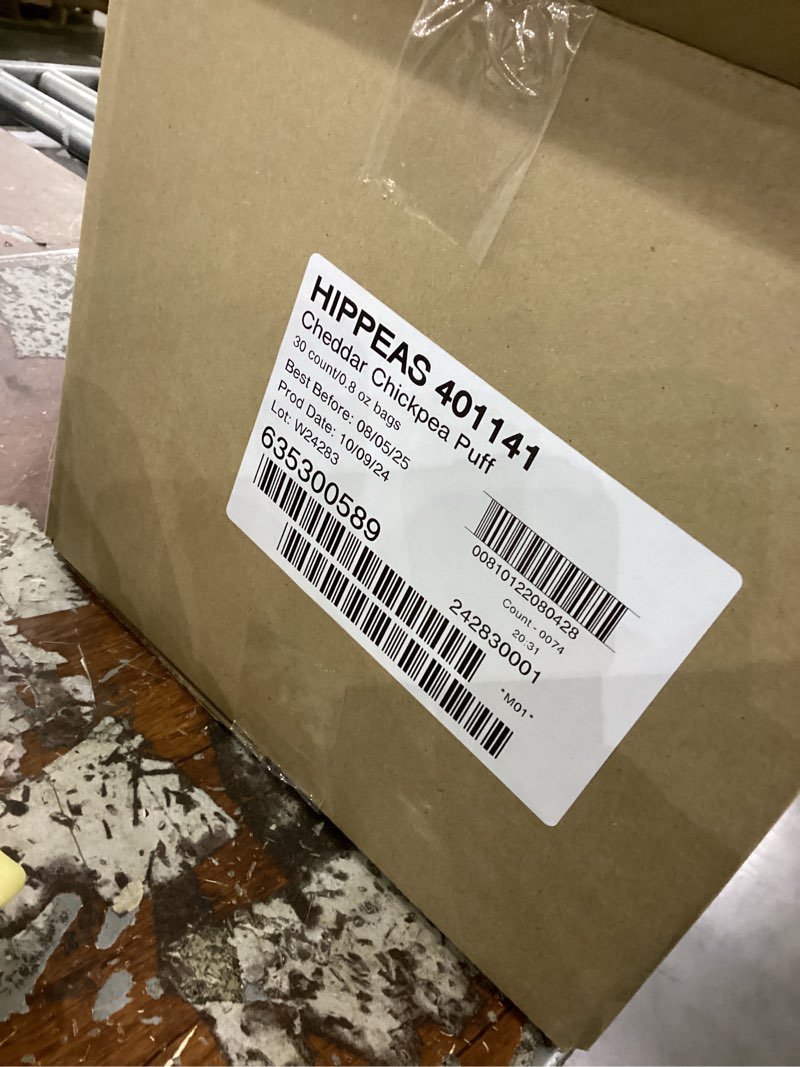 HIPPEAS 401141
Cheddar Chickpea Puff
30 count/0.8 oz bags
Best Before: 08/05/25
Prod Date: 10/09/24
Lot: W24283
635300589
00810122080428
Count - 0074
20:31
242830001
*M01*